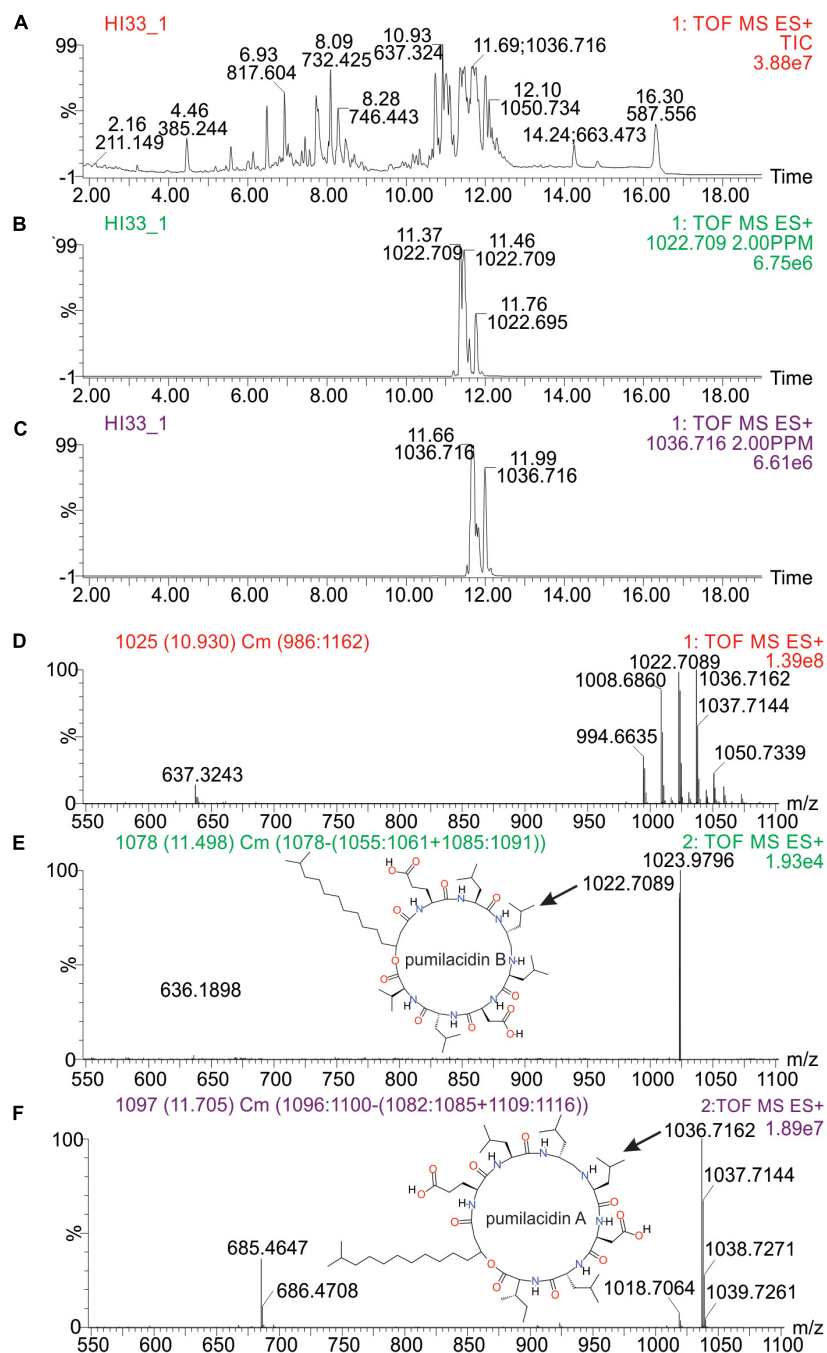 A
HI33_1
1: TOF MS ES+
TIC
3.88e7
99
%
-1
2.16
211.149
4.46
385.244
6.93
817.604
8.09
732.425
8.28
746.443
10.93
637.324
11.69;1036.716
12.10
1050.734
14.24;663.473
16.30
587.556
2.00 4.00 6.00 8.00 10.00 12.00 14.00 16.00 18.00 Time
B
HI33_1
1: TOF MS ES+
1022.709 2.00PPM
6.75e6
99
%
-1
11.37
1022.709
11.46
1022.709
11.76
1022.695
2.00 4.00 6.00 8.00 10.00 12.00 14.00 16.00 18.00 Time
C
HI33_1
1: TOF MS ES+
1036.716 2.00PPM
6.61e6
99
%
-1
11.66
1036.716
11.99
1036.716
2.00 4.00 6.00 8.00 10.00 12.00 14.00 16.00 18.00 Time
D
1025 (10.930) Cm (986:1162)
1: TOF MS ES+
1.39e8
100
%
0
637.3243
994.6635
1008.6860
1022.7089
1036.7162
1037.7144
1050.7339
550 600 650 700 750 800 850 900 950 1000 1050 1100 m/z
E
1078 (11.498) Cm (1078-(1055:1061+1085:1091))
2: TOF MS ES+
1.93e4
100
%
0
636.1898
1023.9796
1022.7089
pumilacidin B
550 600 650 700 750 800 850 900 950 1000 1050 1100 m/z
F
1097 (11.705) Cm (1096:1100-(1082:1085+1109:1116))
2:TOF MS ES+
1.89e7
100
%
0
685.4647
686.4708
1018.7064
1036.7162
1037.7144
1038.7271
1039.7261
pumilacidin A
550 600 650 700 750 800 850 900 950 1000 1050 1100 m/z